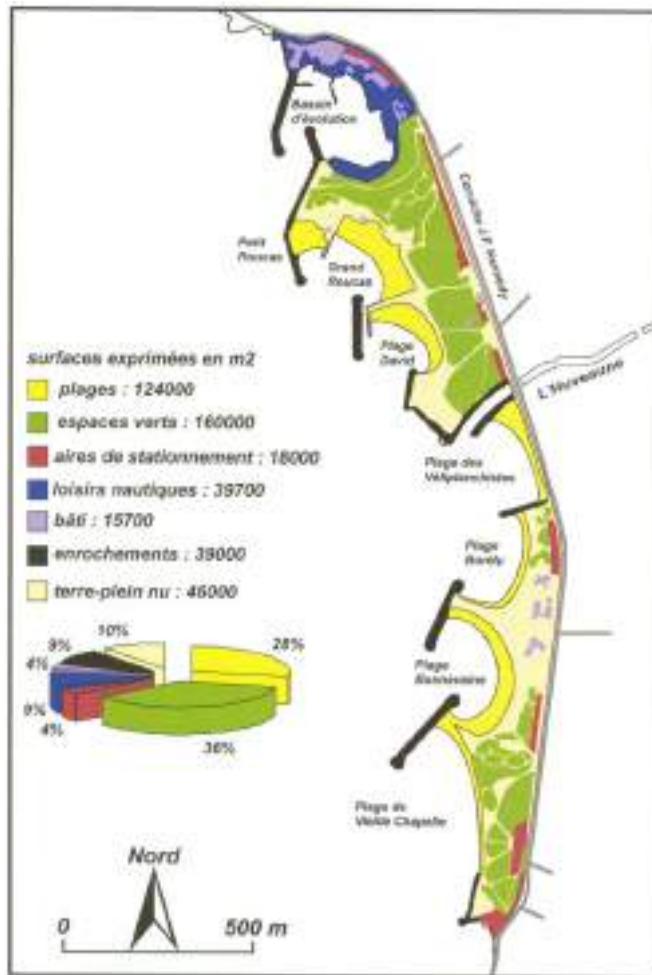 Bassin
d'évolution
Corniche J.F Kennedy
Petit
Roucas
Grand
Roucas
Plage
David
L'Huveaune
surfaces exprimées en m2
plages : 124000
espaces verts : 160000
aires de stationnement : 18000
loisirs nautiques : 39700
bâti : 15700
enrochements : 39000
terre-plein nu : 46000
Plage des
Véliplanchistes
Plage
Borély
Plage
Bonneveine
Plage de
Vieille Chapelle
10%
9%
4%
9%
4%
28%
36%
Nord
0
500 m